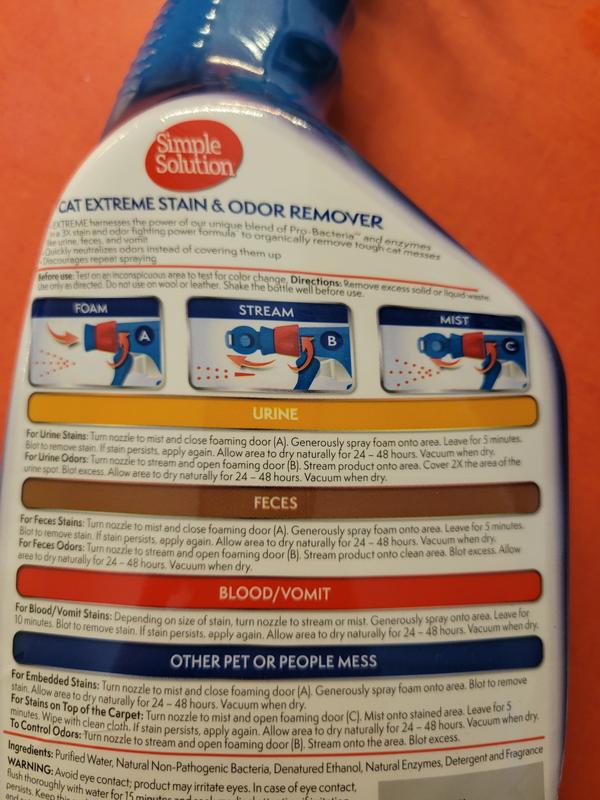 Simple
Solution
CAT EXTREME STAIN & ODOR REMOVER
EXTREME harnesses the power of our unique blend of Pro-Bacteria™ and enzymes
in a 3X stain and odor fighting power formula to organically remove tough cat messes
like urine, feces, and vomit
Quickly neutralizes odors instead of covering them up
Discourages repeat spraying
Before use: Test on an inconspicuous area to test for color change. Directions: Remove excess solid or liquid waste.
Use only as directed. Do not use on wool or leather. Shake the bottle well before use.
FOAM
A
STREAM
B
MIST
C
URINE
For Urine Stains: Turn nozzle to mist and close foaming door (A). Generously spray foam onto area. Leave for 5 minutes.
Blot to remove stain. If stain persists, apply again. Allow area to dry naturally for 24 – 48 hours. Vacuum when dry.
For Urine Odors: Turn nozzle to stream and open foaming door (B). Stream product onto area. Cover 2X the area of the
urine spot. Blot excess. Allow area to dry naturally for 24 – 48 hours. Vacuum when dry.
FECES
For Feces Stains: Turn nozzle to mist and close foaming door (A). Generously spray foam onto area. Leave for 5 minutes.
Blot to remove stain. If stain persists, apply again. Allow area to dry naturally for 24 – 48 hours. Vacuum when dry.
For Feces Odors: Turn nozzle to stream and open foaming door (B). Stream product onto clean area. Blot excess. Allow
area to dry naturally for 24 – 48 hours. Vacuum when dry.
BLOOD/VOMIT
For Blood/Vomit Stains: Depending on size of stain, turn nozzle to stream or mist. Generously spray onto area. Leave for
10 minutes. Blot to remove stain. If stain persists, apply again. Allow area to dry naturally for 24 – 48 hours. Vacuum when dry.
OTHER PET OR PEOPLE MESS
For Embedded Stains: Turn nozzle to mist and close foaming door (A). Generously spray foam onto area. Blot to remove
stain. Allow area to dry naturally for 24 – 48 hours. Vacuum when dry.
For Stains on Top of the Carpet: Turn nozzle to mist and open foaming door (C). Mist onto stained area. Leave for 5
minutes. Wipe with clean cloth. If stain persists, apply again. Allow area to dry naturally for 24 – 48 hours. Vacuum when dry.
To Control Odors: Turn nozzle to stream and open foaming door (B). Stream onto the area. Blot excess.
Ingredients: Purified Water, Natural Non-Pathogenic Bacteria, Denatured Ethanol, Natural Enzymes, Detergent and Fragrance
WARNING: Avoid eye contact; product may irritate eyes. In case of eye contact,
flush thoroughly with water for 15 minutes and
persists. Keep